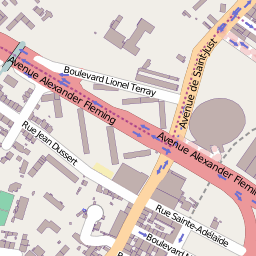 Boulevard Lionel Terray
Avenue de Saint-Just
Avenue Alexander Fleming
Avenue Alexander Fleming
Rue Jean Dussert
Rue Sainte-Adélaïde
Boulevard